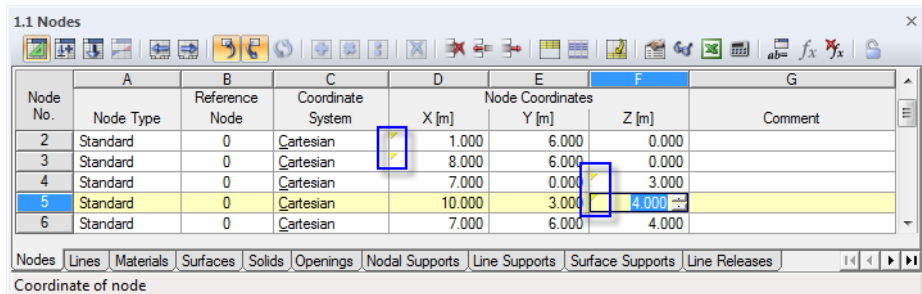 1.1 Nodes
A B C D E F G
Node Reference Coordinate Node Coordinates
No. Node Type Node System X [m] Y [m] Z [m] Comment
2 Standard 0 Cartesian 1.000 6.000 0.000
3 Standard 0 Cartesian 8.000 6.000 0.000
4 Standard 0 Cartesian 7.000 0.000 3.000
5 Standard 0 Cartesian 10.000 3.000 4.000
6 Standard 0 Cartesian 7.000 6.000 4.000
Nodes Lines Materials Surfaces Solids Openings Nodal Supports Line Supports Surface Supports Line Releases
Coordinate of node